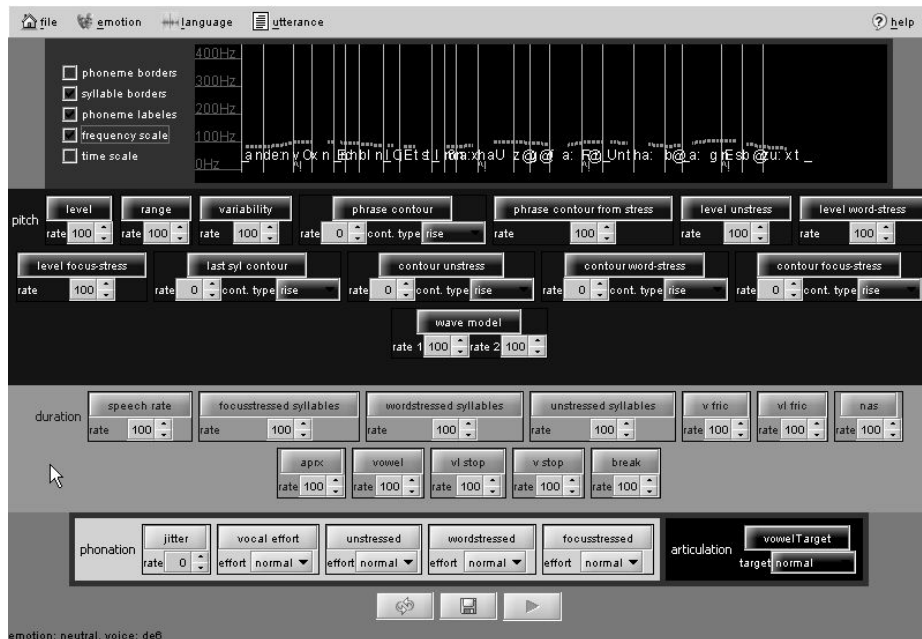 file emotion language utterance help
phoneme borders
syllable borders
phoneme labeles
frequency scale
time scale
400Hz
300Hz
200Hz
100Hz
0Hz
pitch level range variability phrase contour phrase contour from stress level unstress level word-stress
rate 100 rate 100 rate 100 rate 0 cont. type rise rate 100 rate 100 rate 100
level focus-stress last syl contour contour unstress contour word-stress contour focus-stress
rate 100 rate 0 cont. type rise rate 0 cont. type rise rate 0 cont. type rise rate 0 cont. type rise
wave model
rate 1 100 rate 2 100
duration speech rate focusstressed syllables wordstressed syllables unstressed syllables v fric vl fric nas
rate 100 rate 100 rate 100 rate 100 rate 100 rate 100 rate 100
aprx vowel vl stop v stop break
rate 100 rate 100 rate 100 rate 100 rate 100
phonation jitter vocal effort unstressed wordstressed focusstressed articulation vowelTarget
rate 0 effort normal effort normal effort normal effort normal target normal
emotion: neutral, voice: de6